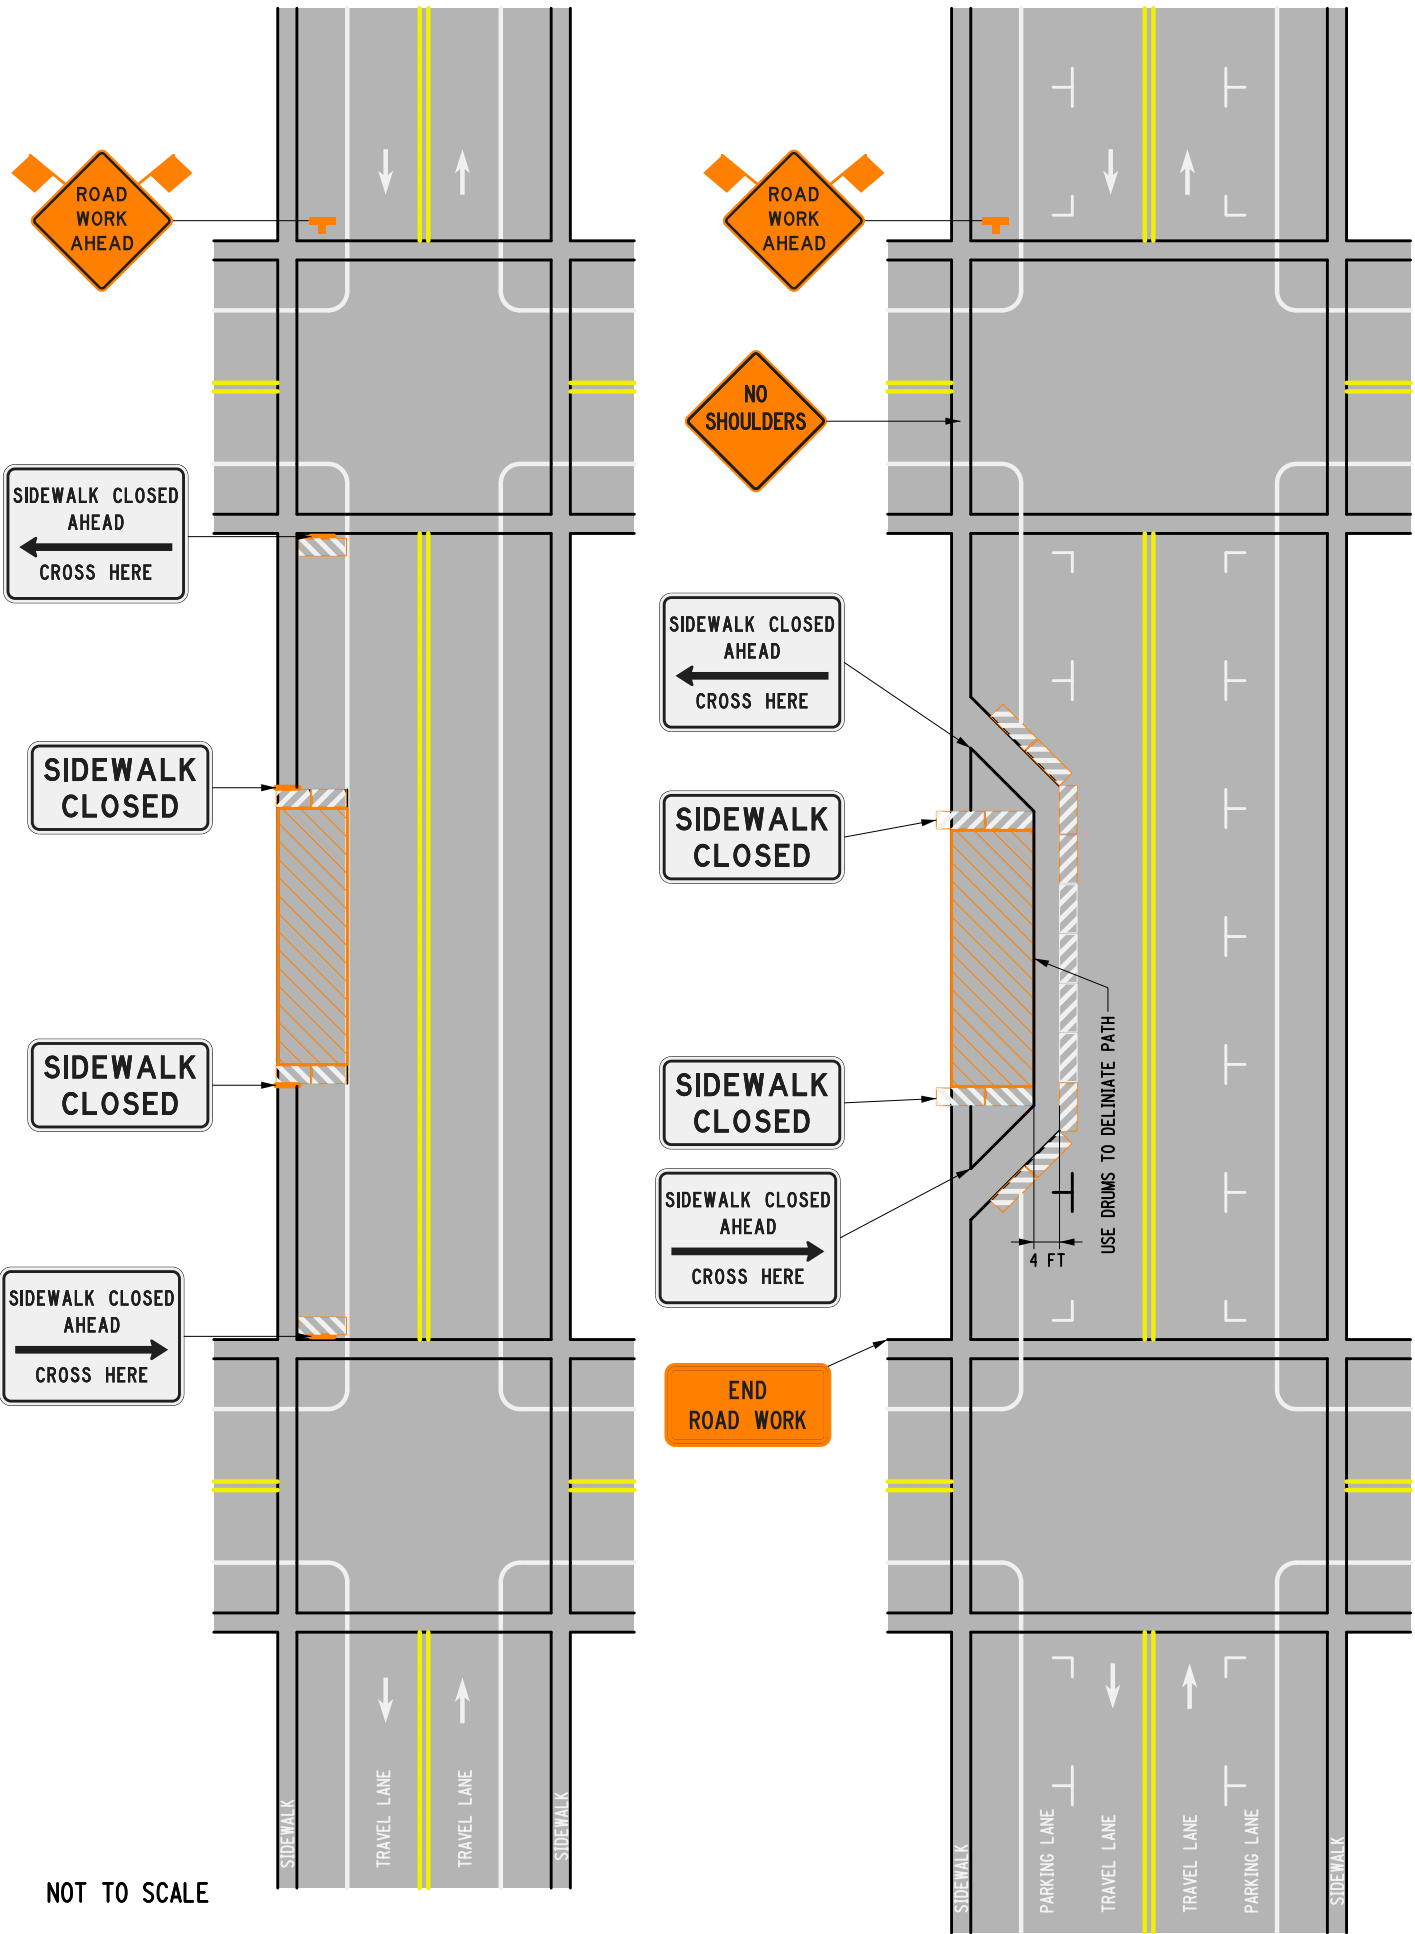 ROAD
WORK
AHEAD
SIDEWALK CLOSED
AHEAD
CROSS HERE
SIDEWALK
CLOSED
SIDEWALK
CLOSED
SIDEWALK CLOSED
AHEAD
CROSS HERE
SIDEWALK
TRAVEL LANE
TRAVEL LANE
SIDEWALK
NOT TO SCALE
ROAD
WORK
AHEAD
NO
SHOULDERS
SIDEWALK CLOSED
AHEAD
CROSS HERE
SIDEWALK
CLOSED
SIDEWALK
CLOSED
USE DRUMS TO DELINIATE PATH
SIDEWALK CLOSED
AHEAD
CROSS HERE
4 FT
END
ROAD WORK
SIDEWALK
PARKING LANE
TRAVEL LANE
TRAVEL LANE
PARKING LANE
SIDEWALK